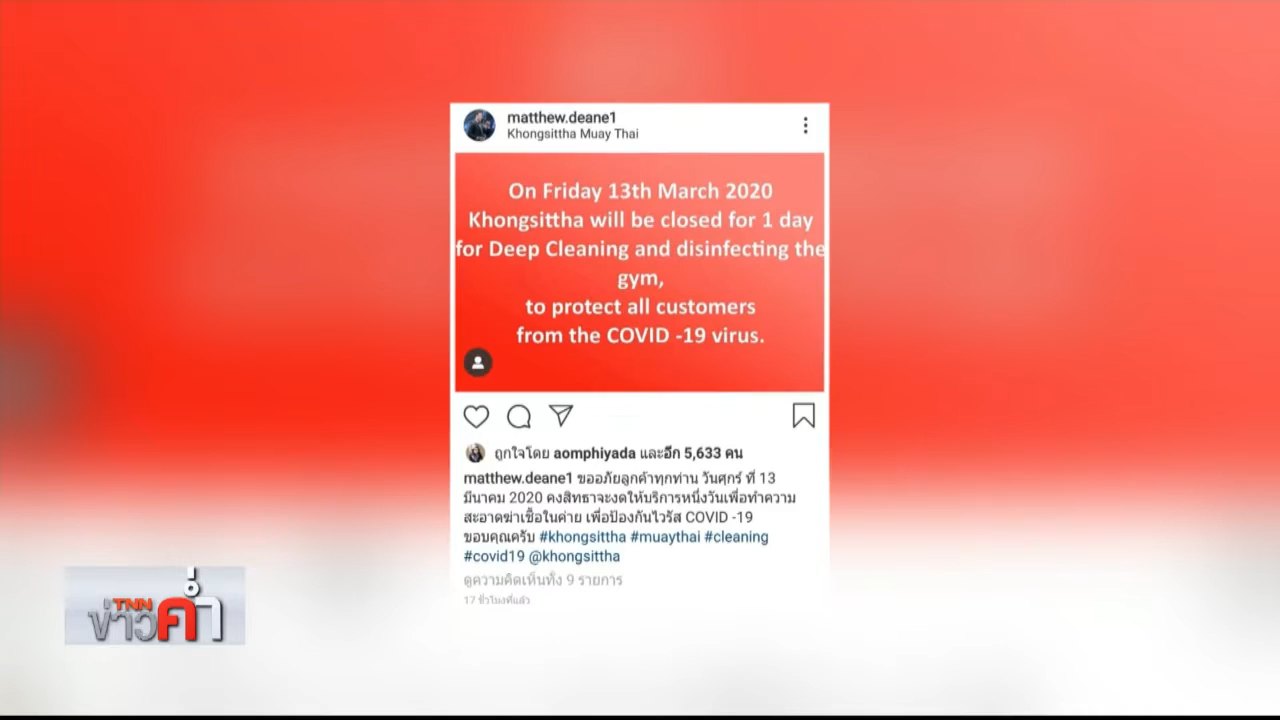 matthew.deane1
Khongsittha Muay Thai
On Friday 13th March 2020
Khongsittha will be closed for 1 day
for Deep Cleaning and disinfecting the
gym,
to protect all customers
from the COVID -19 virus.
ถูกใจโดย aomphiyada และอีก 5,633 คน
matthew.deane1 ขออภัยลูกค้าทุกท่าน วันศุกร์ ที่ 13
มีนาคม 2020 คงสิทธาจะงดให้บริการหนึ่งวันเพื่อทำความ
สะอาดฆ่าเชื้อในค่าย เพื่อป้องกันไวรัส COVID -19
ขอบคุณครับ #khongsittha #muaythai #cleaning
#covid19 @khongsittha
ดูความคิดเห็นทั้ง 9 รายการ
17 ชั่วโมงที่แล้ว
TNN
ข่าวค่ำ